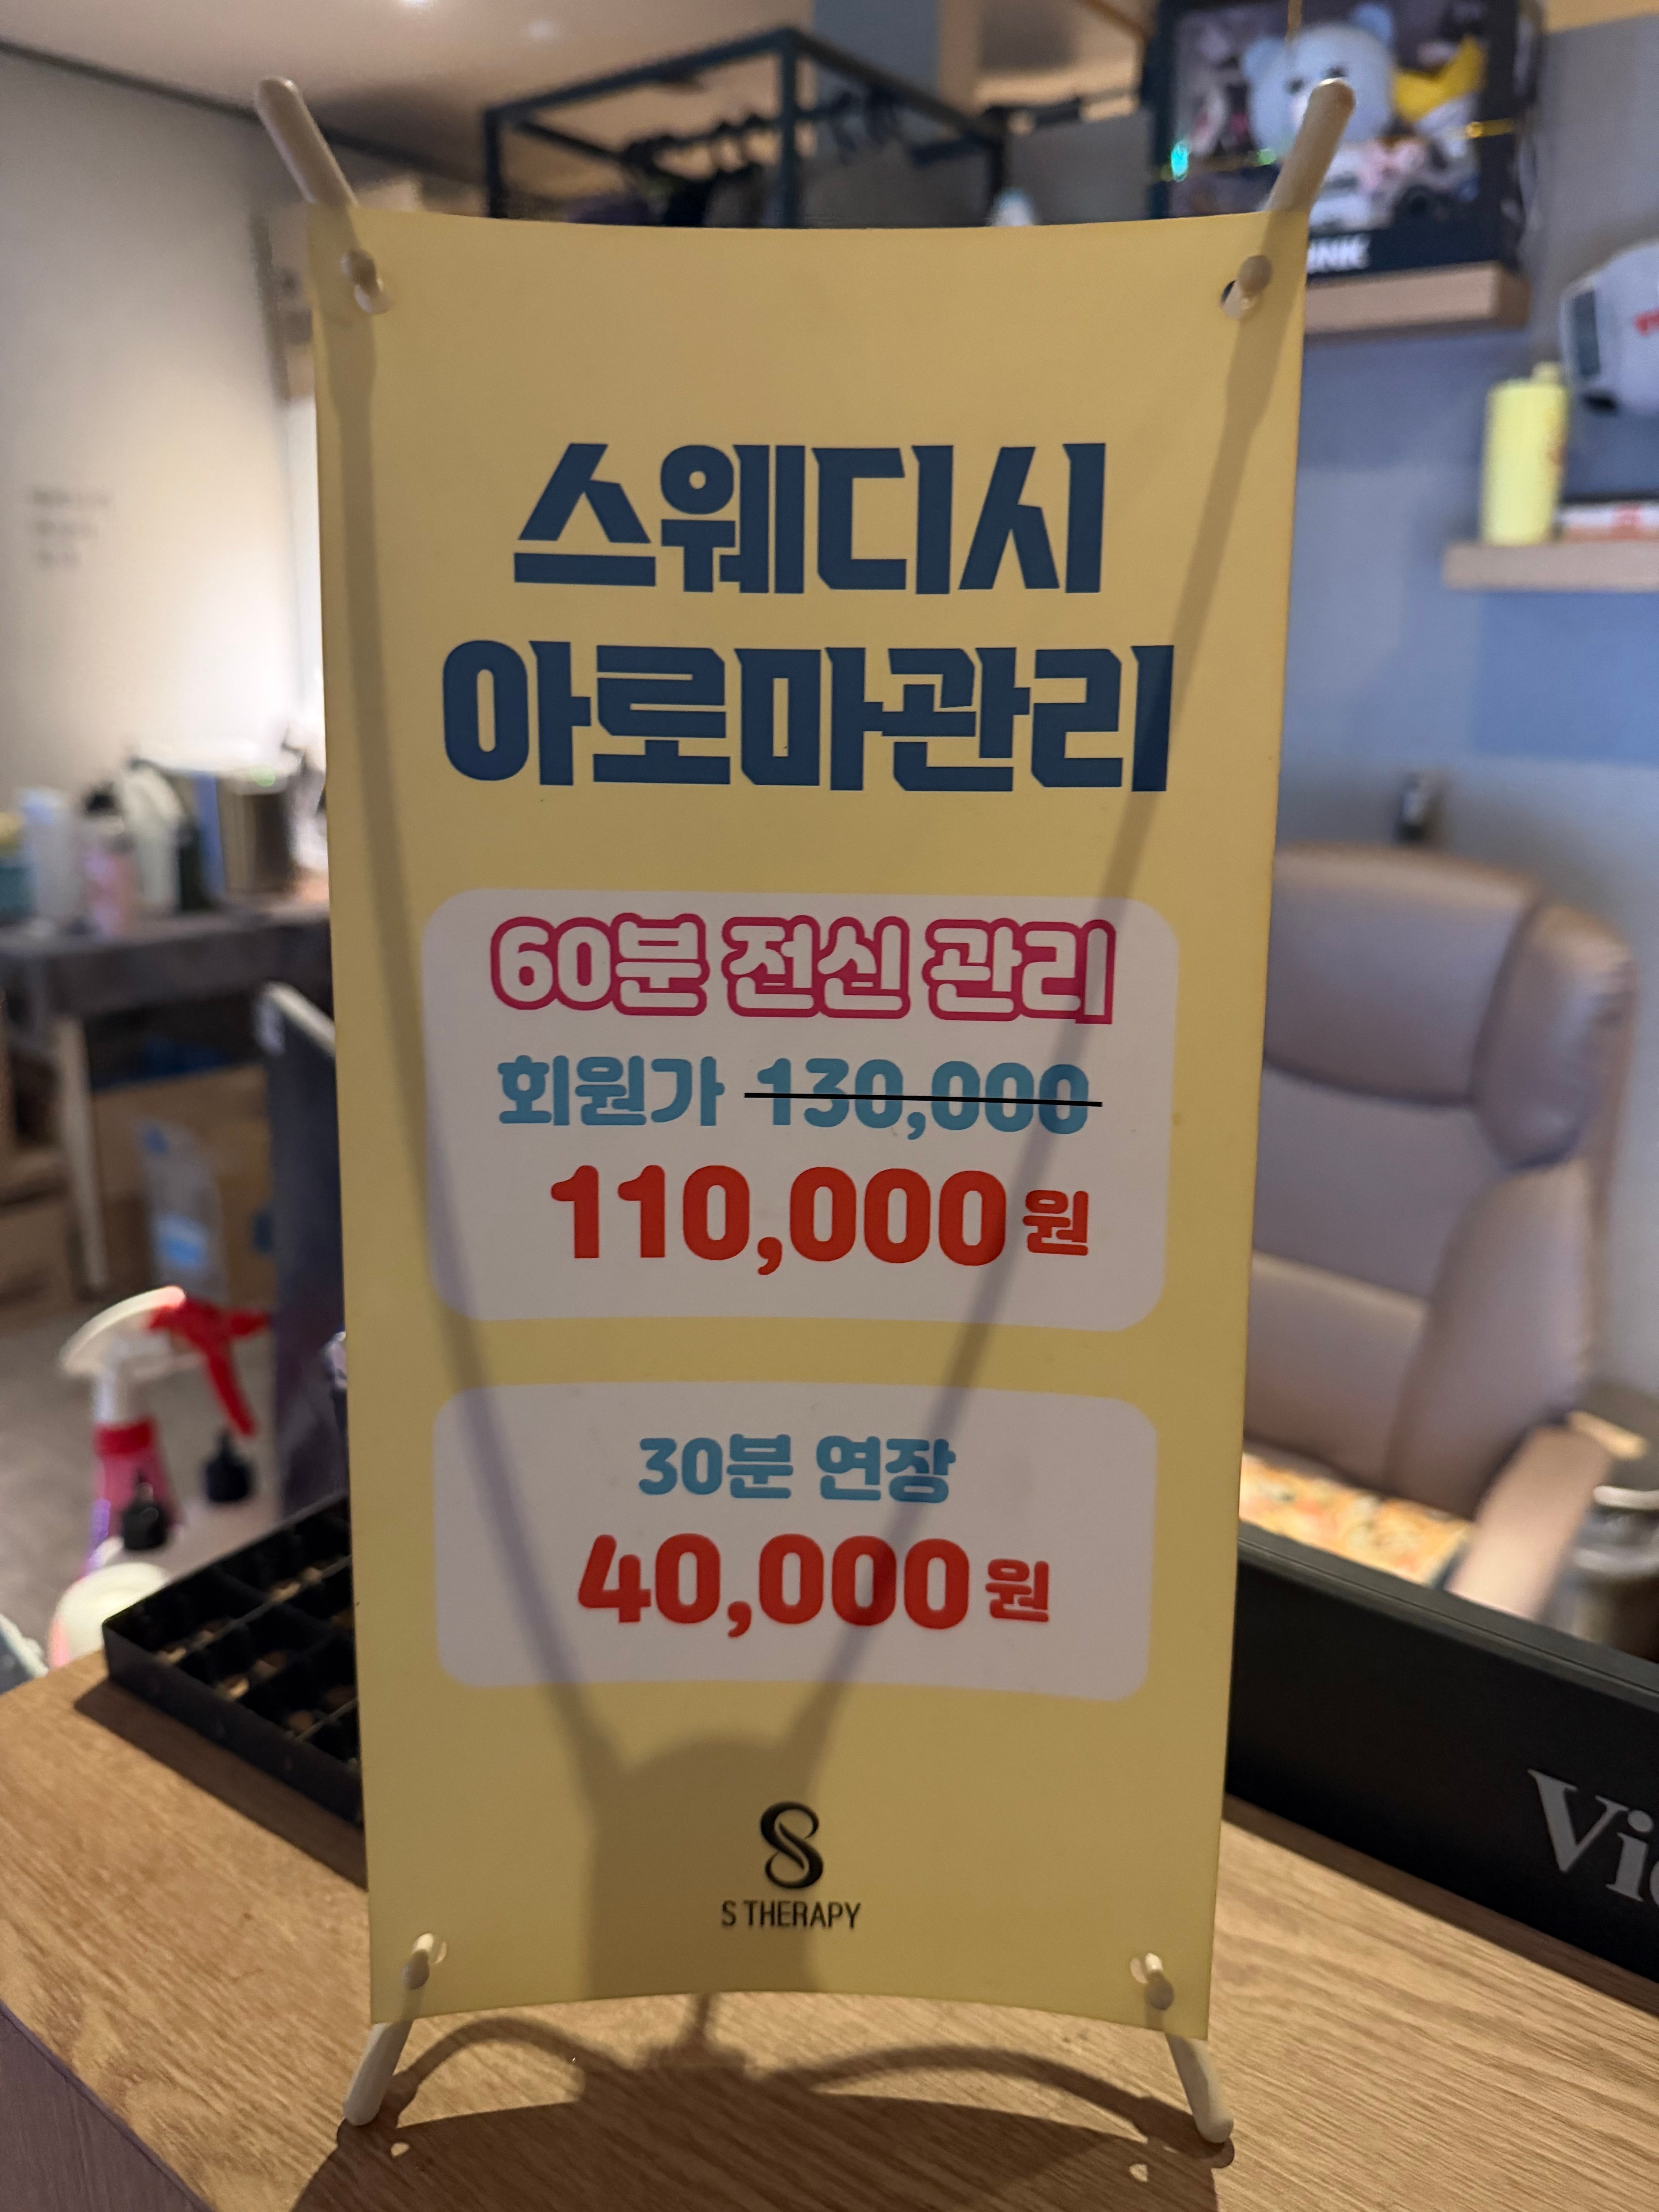 스웨디시
아로마관리
60분 전신 관리
회원가 130,000
110,000원
30분 연장
40,000원
S THERAPY